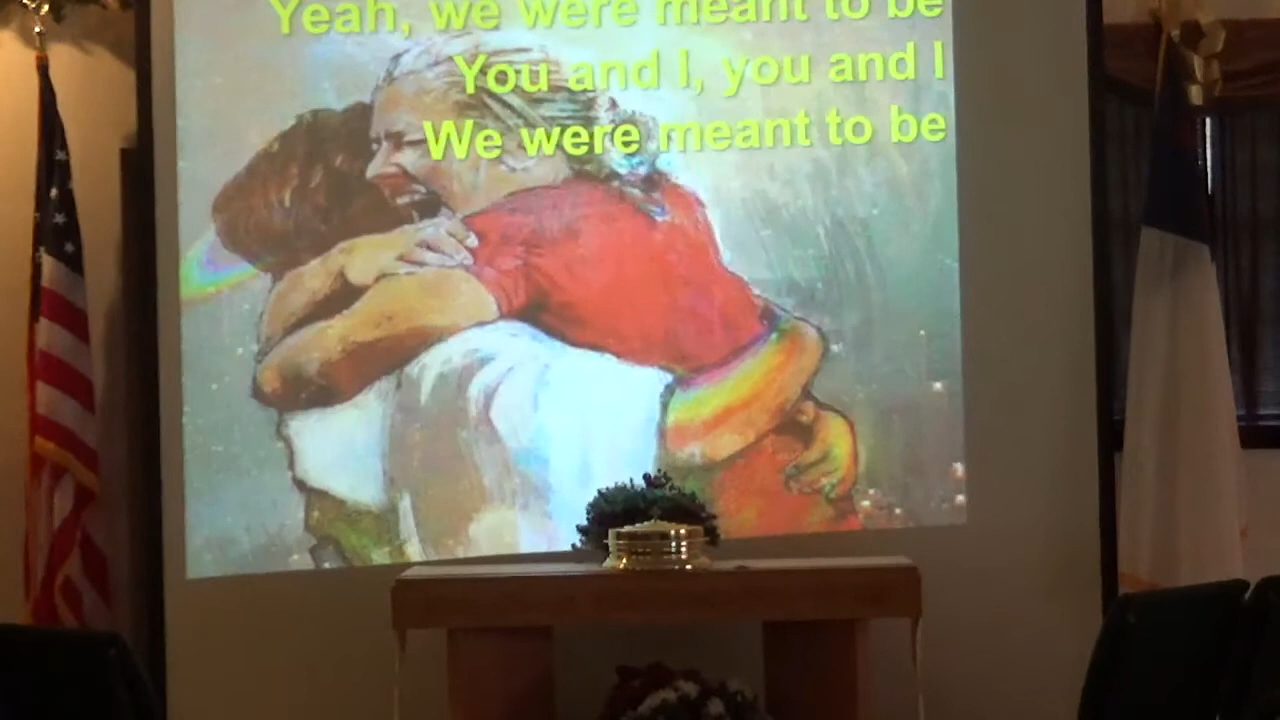 Yeah, we were meant to be
You and I, you and I
We were meant to be